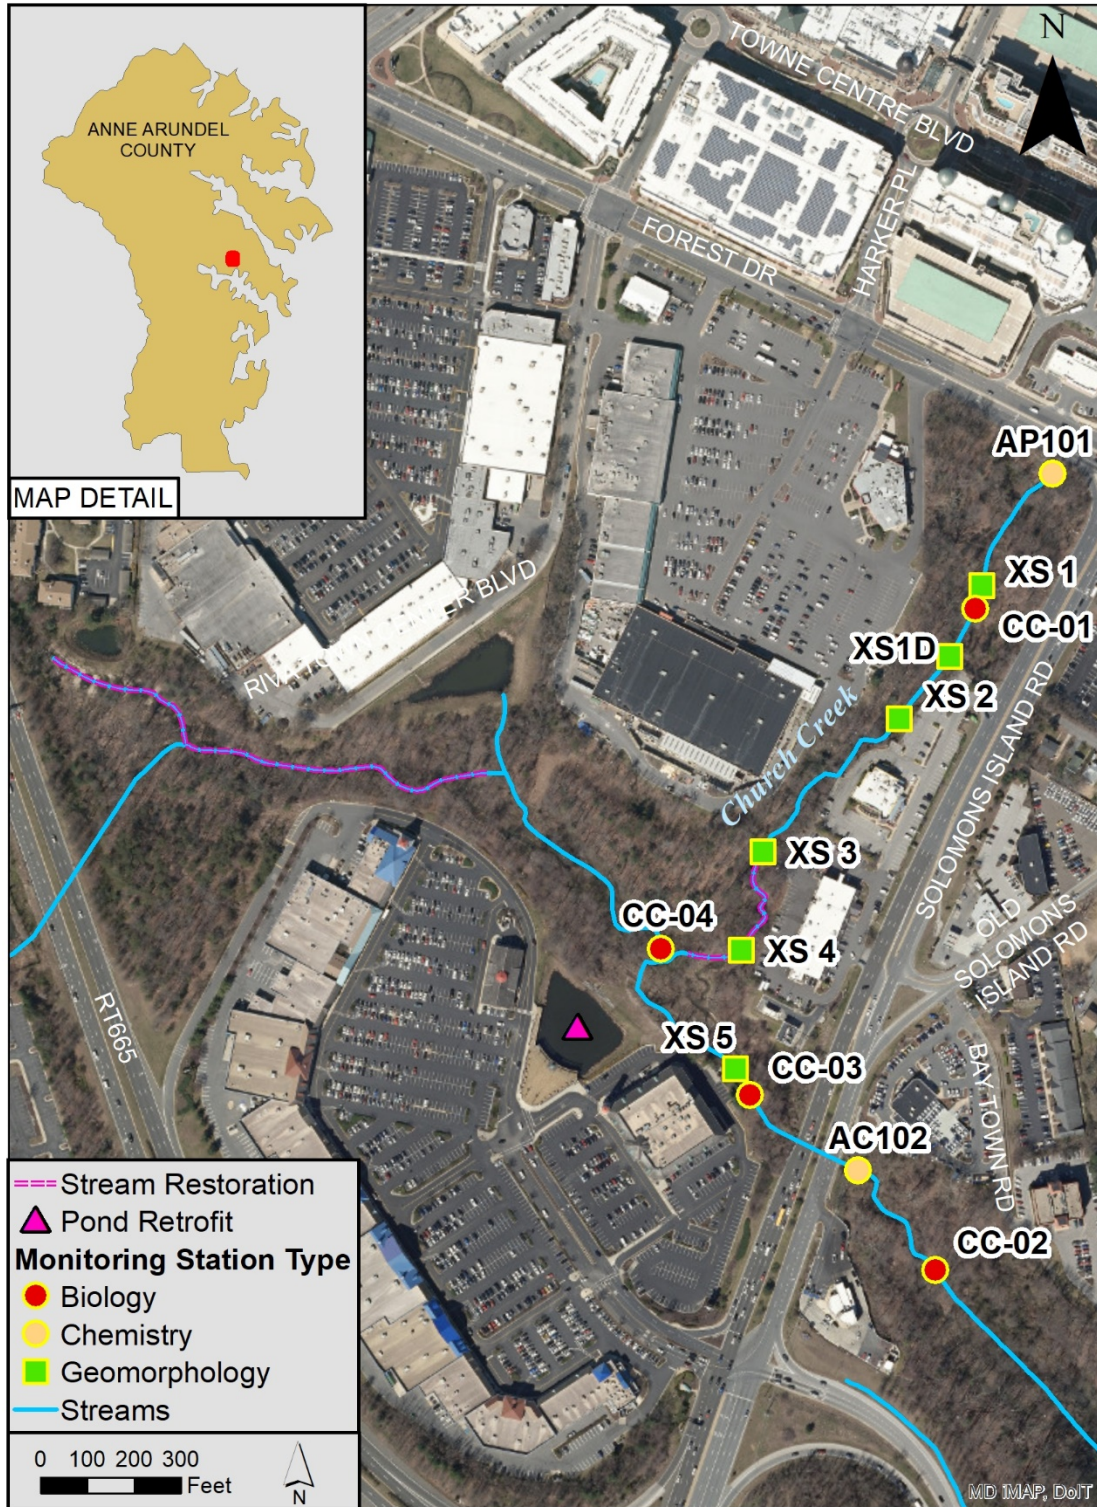 ANNE ARUNDEL
COUNTY
MAP DETAIL
N
TOWNE CENTRE BLVD
HARKER PL
FOREST DR
AP101
XS 1
CC-01
XS1D
XS 2
RIVA TO ER BLVD
Church Creek
SOLOMONS ISLAND RD
XS 3
OLD
SOLOMONS
ISLAND RD
CC-04
XS 4
RT665
XS 5
CC-03
BAY TOWN RD
AC102
CC-02
Stream Restoration
Pond Retrofit
Monitoring Station Type
Biology
Chemistry
Geomorphology
Streams
0 100 200 300
Feet
N
MD iMAP, DoIT